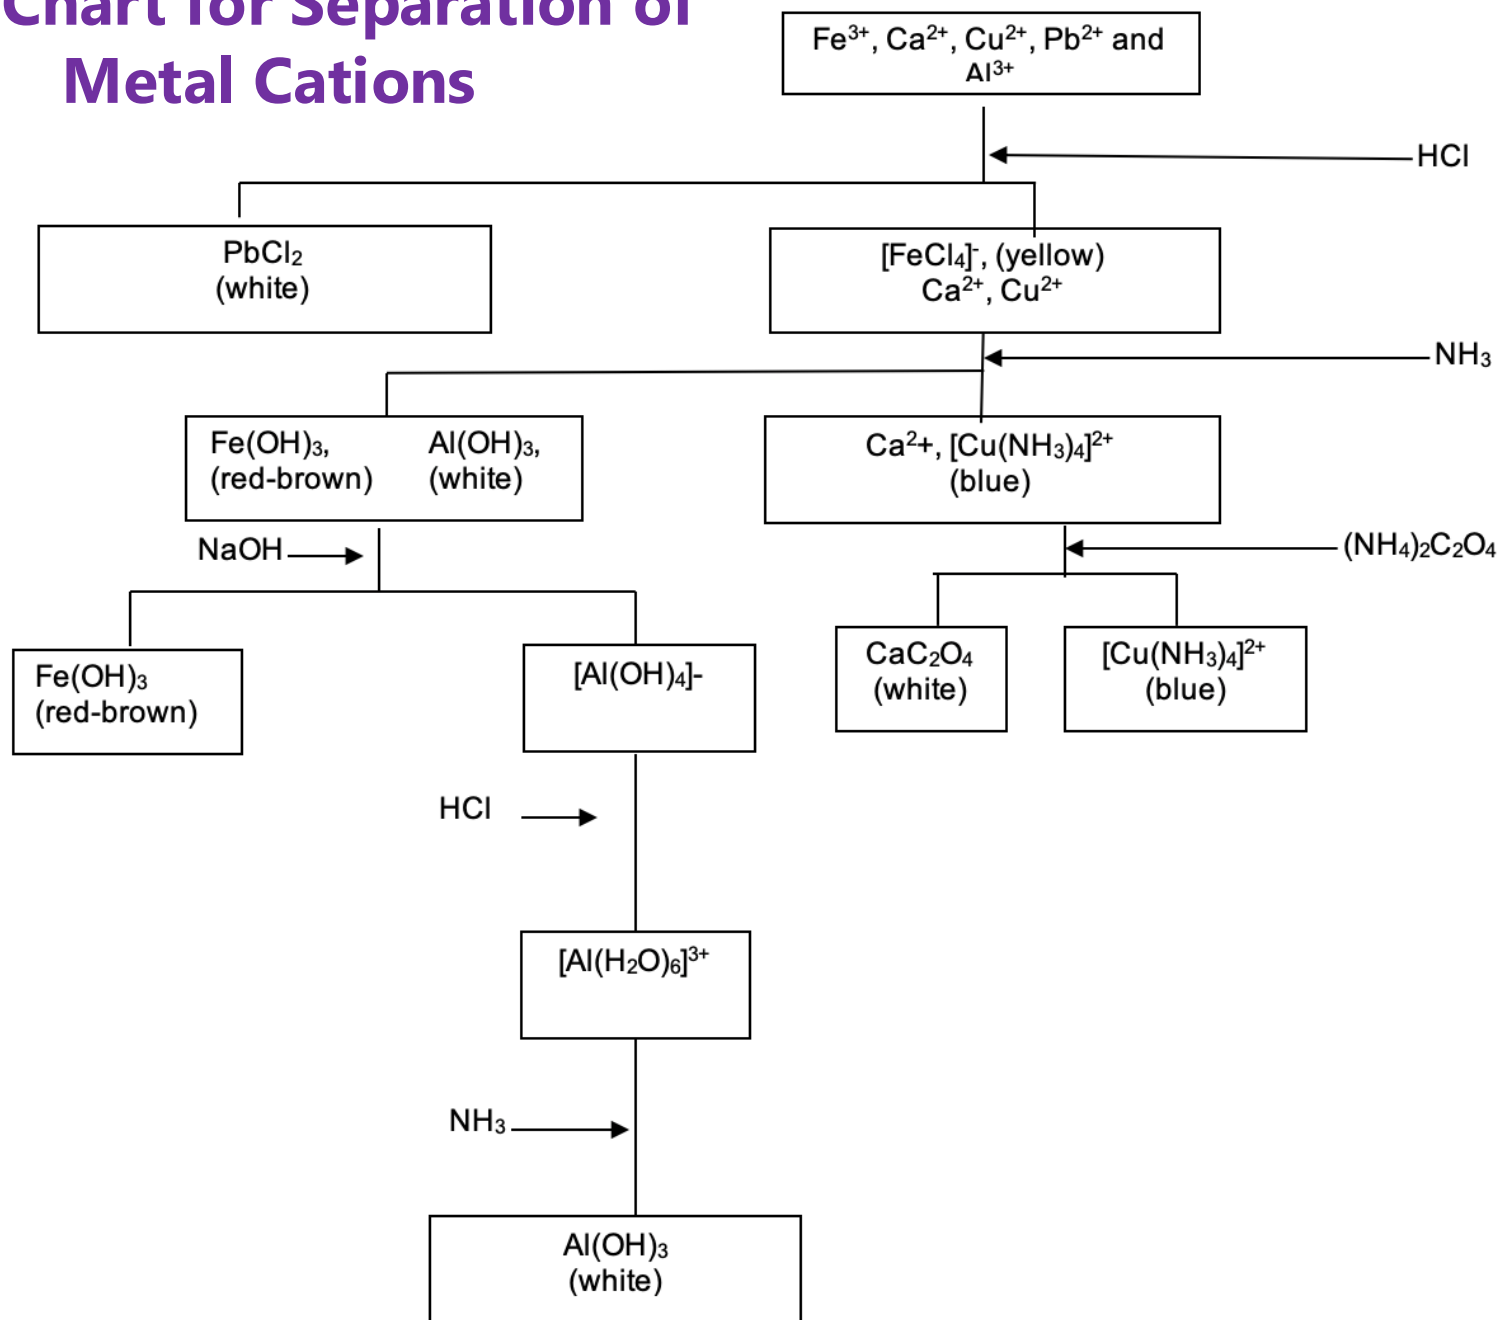 Chart for Separation of
Metal Cations
Fe³⁺, Ca²⁺, Cu²⁺, Pb²⁺ and
Al³⁺
HCl
PbCl₂
(white)
[FeCl₄]⁻, (yellow)
Ca²⁺, Cu²⁺
NH₃
Fe(OH)₃,
(red-brown)
Al(OH)₃,
(white)
Ca²+, [Cu(NH₃)₄]²⁺
(blue)
NaOH
(NH₄)₂C₂O₄
Fe(OH)₃
(red-brown)
[Al(OH)₄]-
CaC₂O₄
(white)
[Cu(NH₃)₄]²⁺
(blue)
HCl
[Al(H₂O)₆]³⁺
NH₃
Al(OH)₃
(white)